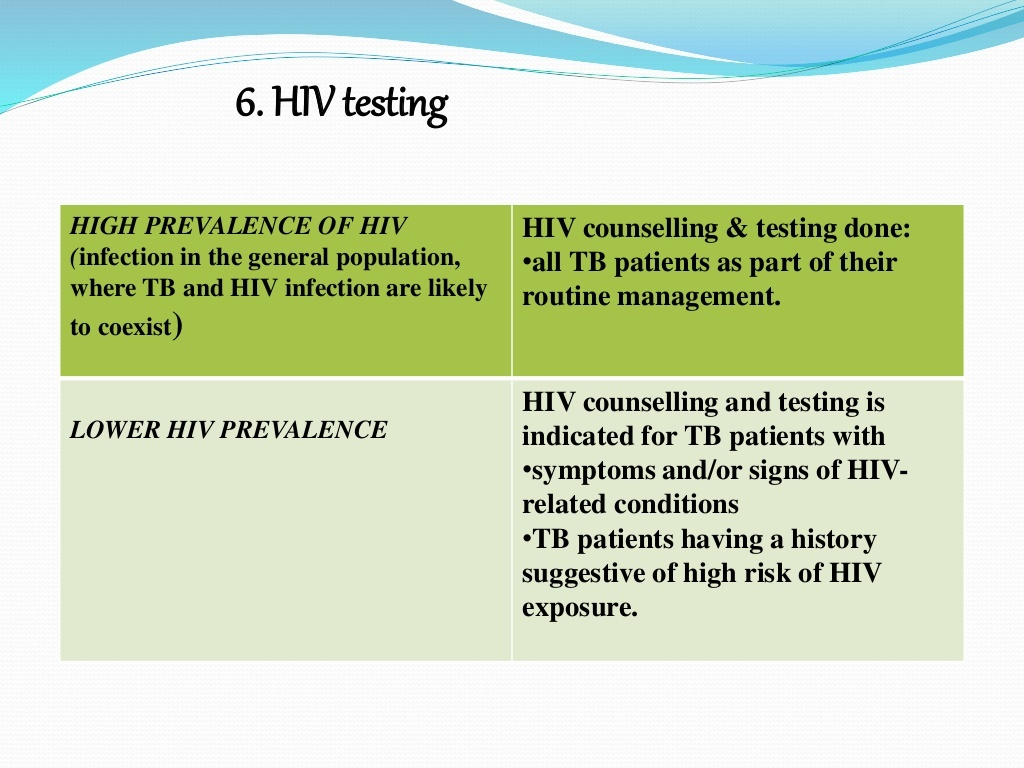 6. HIV testing
HIGH PREVALENCE OF HIV
(infection in the general population,
where TB and HIV infection are likely
to coexist)
HIV counselling & testing done:
•all TB patients as part of their
routine management.
LOWER HIV PREVALENCE
HIV counselling and testing is
indicated for TB patients with
•symptoms and/or signs of HIV-
related conditions
•TB patients having a history
suggestive of high risk of HIV
exposure.